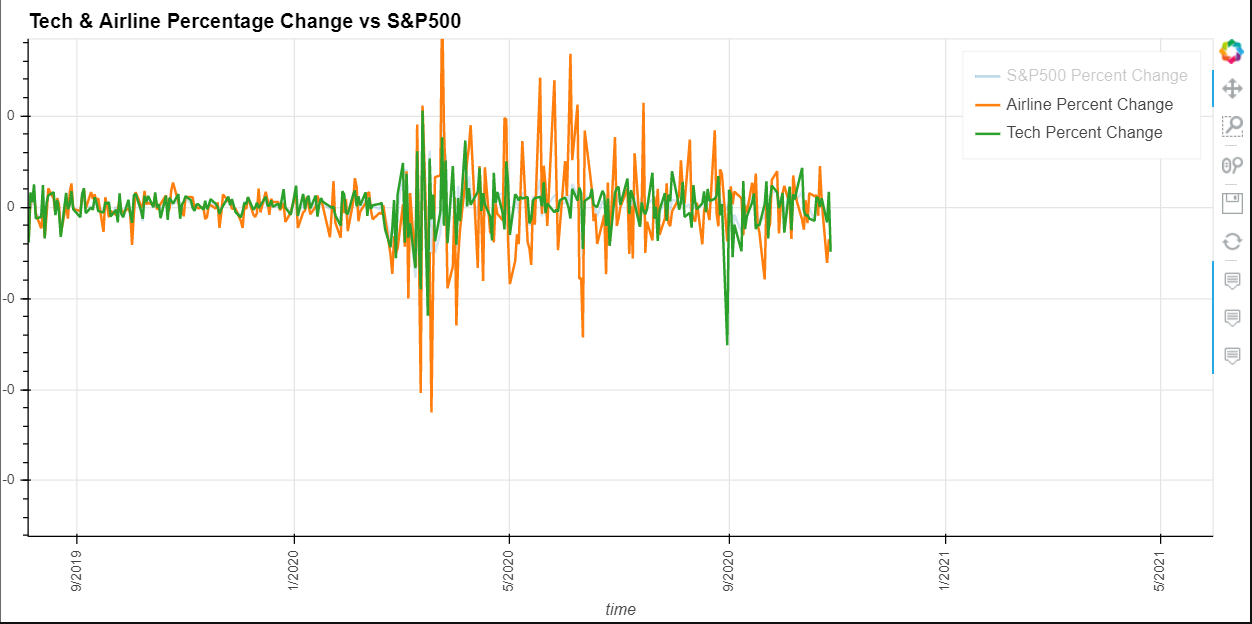 Tech & Airline Percentage Change vs S&P500
S&P500 Percent Change
Airline Percent Change
Tech Percent Change
0
0
-0
-0
-0
9/2019
1/2020
5/2020
9/2020
1/2021
5/2021
time